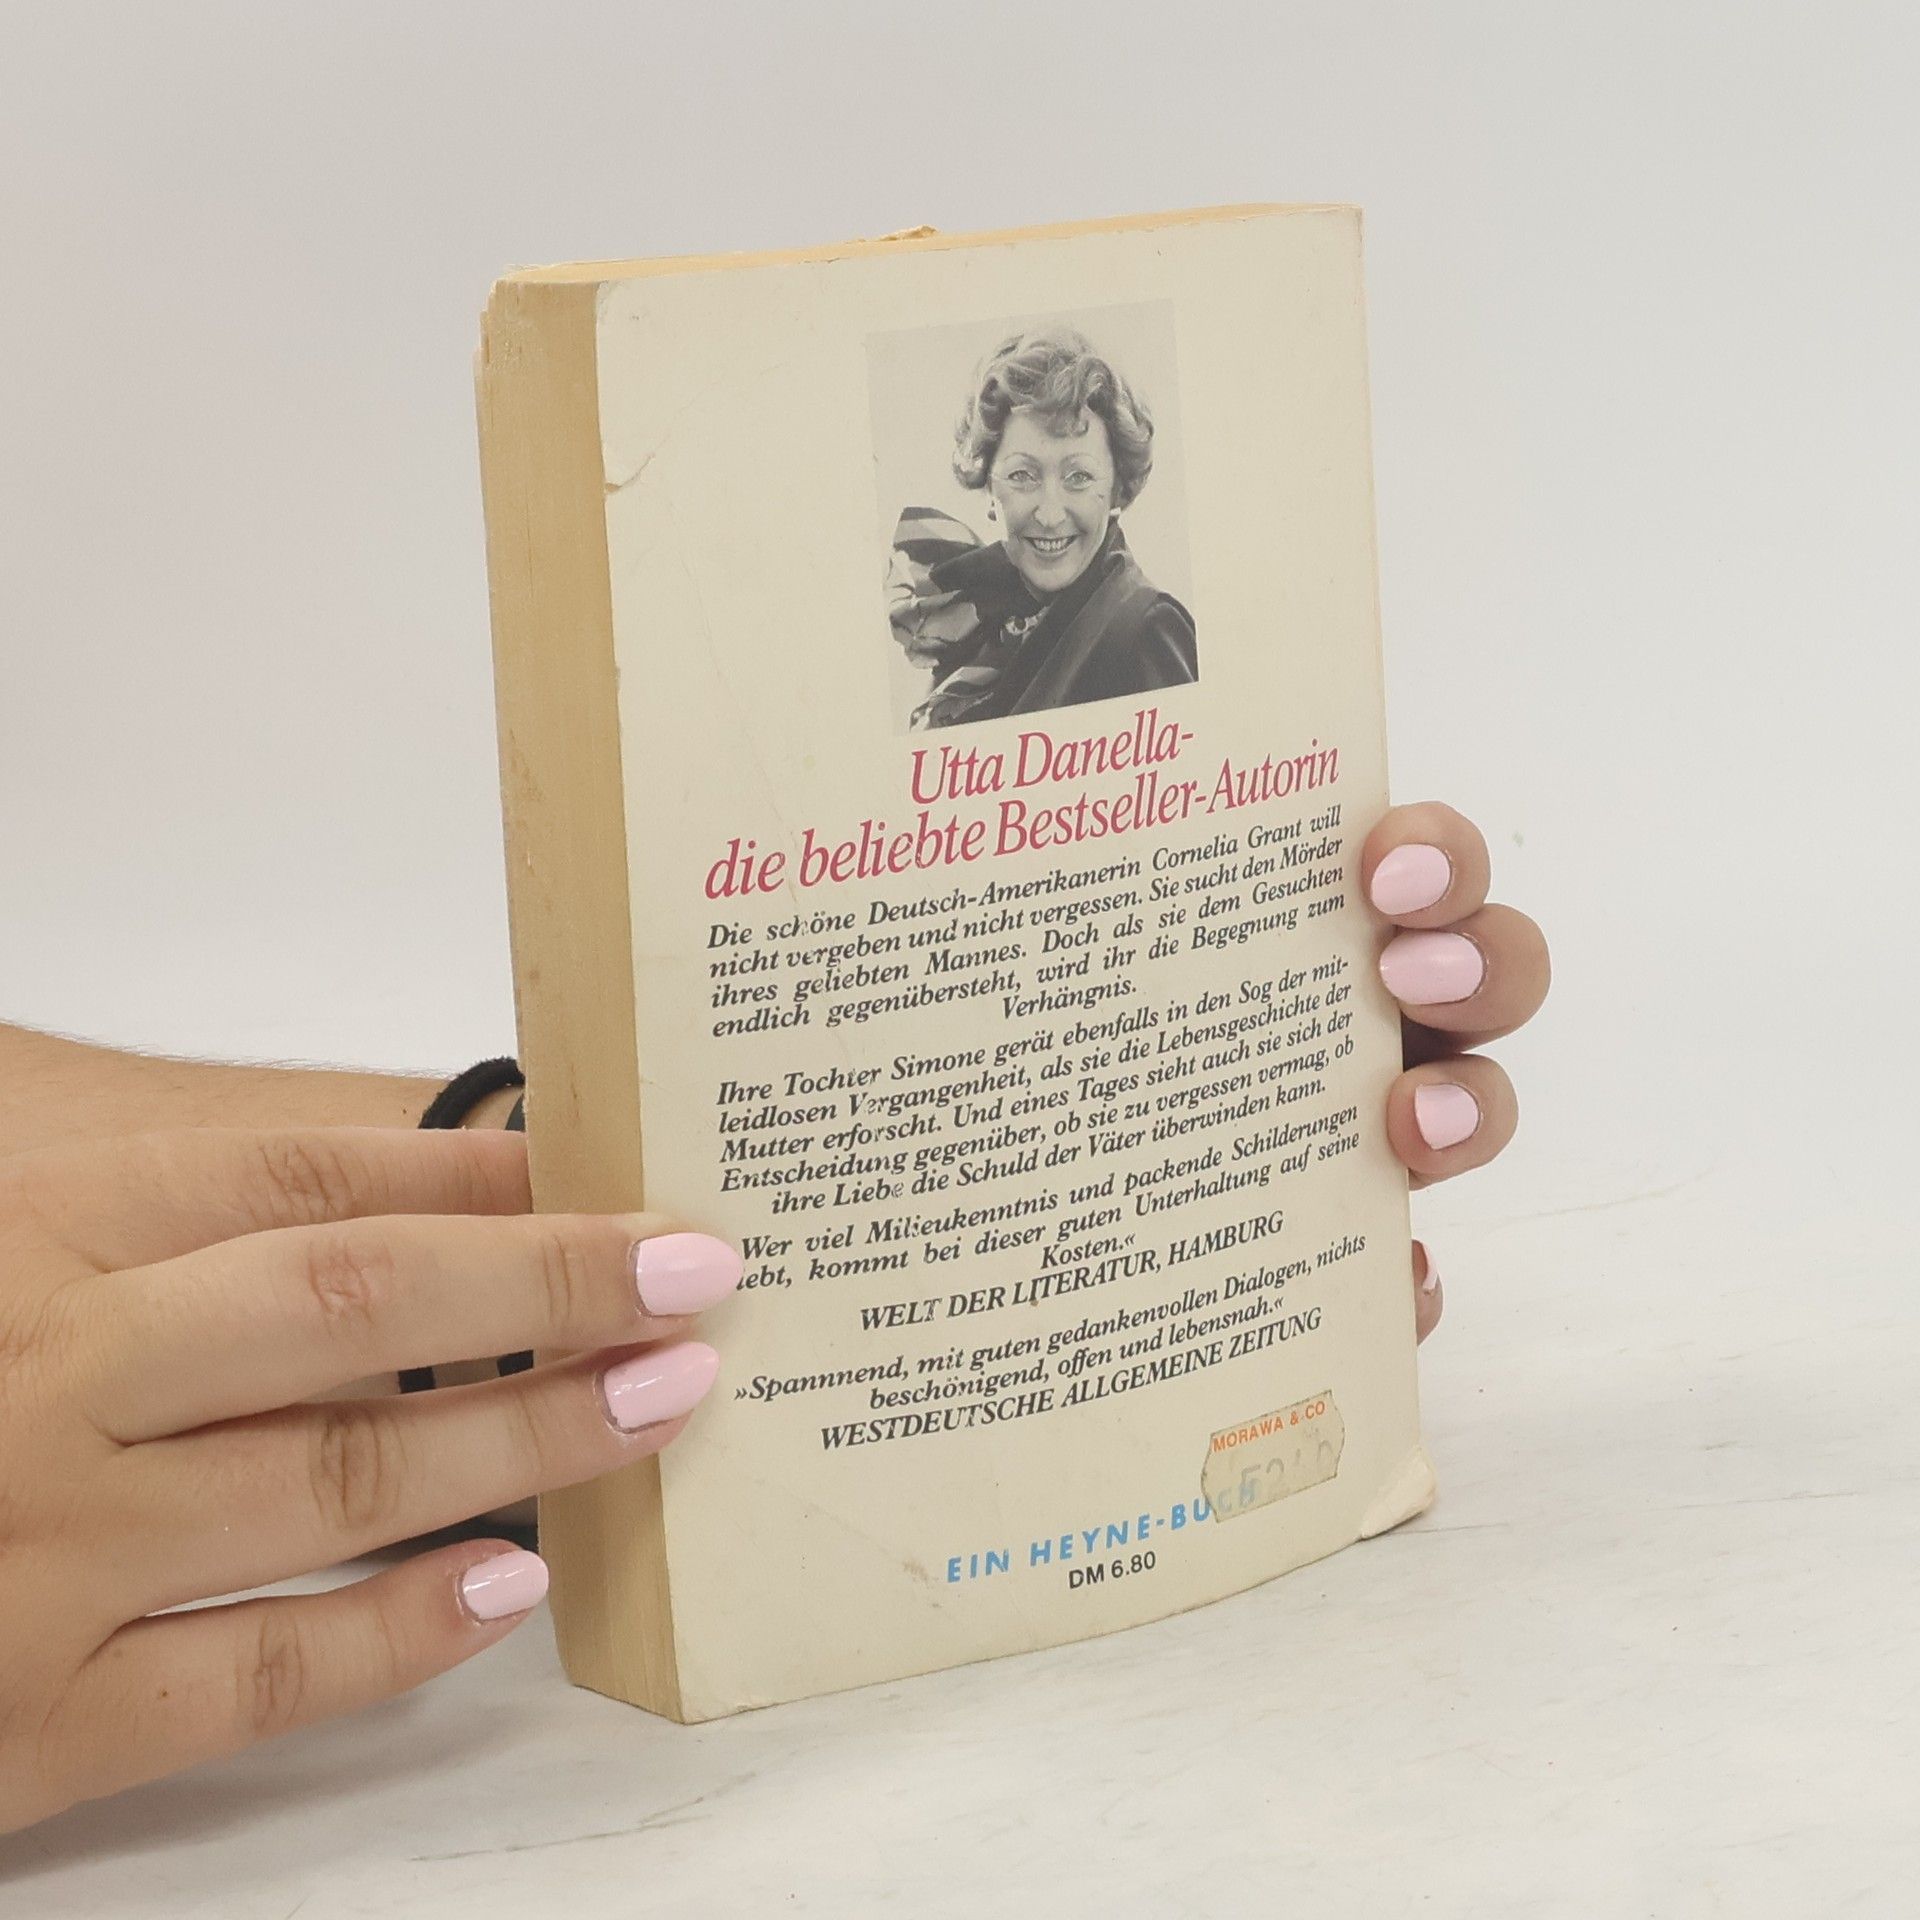 Utta Danella-
die beliebte Bestseller-Autorin
Die schöne Deutsch-Amerikanerin Cornelia Grant will
nicht vergeben und nicht vergessen. Sie sucht den Mörder
ihres geliebten Mannes. Doch als sie dem Gesuchten
endlich gegenübersteht, wird ihr die Begegnung zum
Verhängnis.
Ihre Tochter Simone gerät ebenfalls in den Sog der mit-
leidlosen Vergangenheit, als sie die Lebensgeschichte der
Mutter erforscht. Und eines Tages sieht auch sie sich der
Entscheidung gegenüber, ob sie zu vergessen vermag, ob
ihre Liebe die Schuld der Väter überwinden kann.
Wer viel Milieukenntnis und packende Schilderungen
iebt, kommt bei dieser guten Unterhaltung auf seine
Kosten.«
WELT DER LITERATUR, HAMBURG
»Spannnend, mit guten gedankenvollen Dialogen, nichts
beschönigend, offen und lebensnah.«
WESTDEUTSCHE ALLGEMEINE ZEITUNG
MORAWA & CO
EIN HEYNE-BUCH
DM 6.80